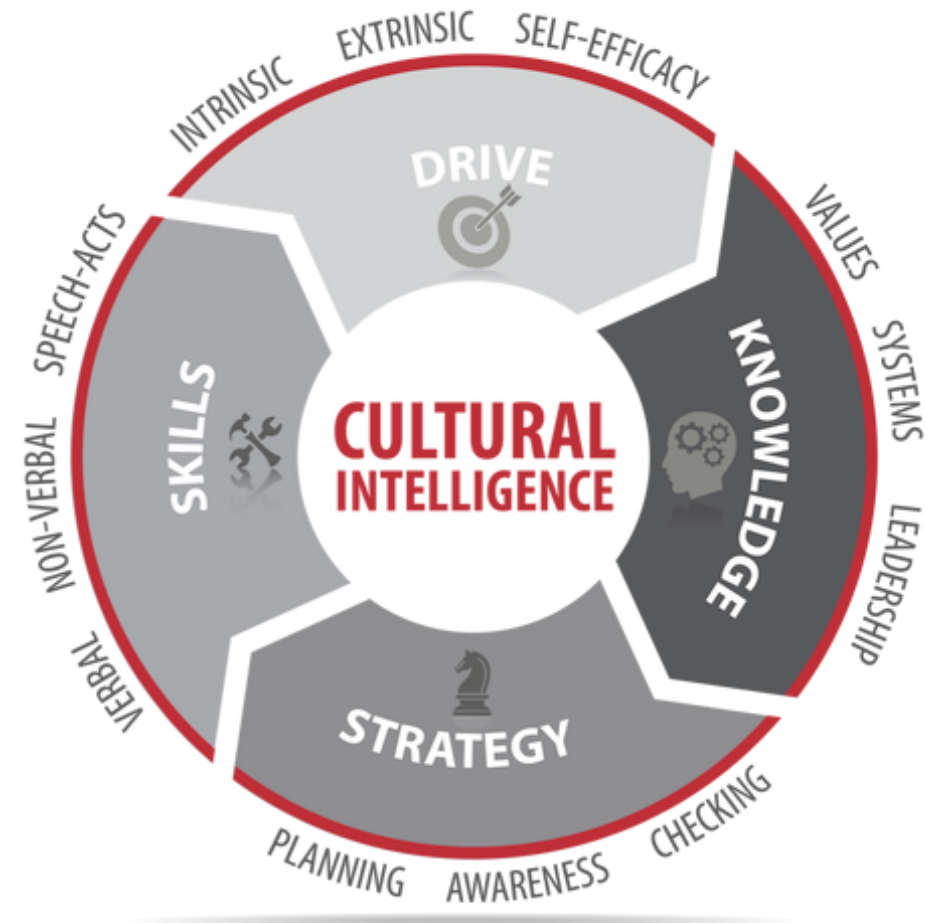 INTRINSIC
EXTRINSIC
SELF-EFFICACY
DRIVE
VALUES
SYSTEMS
LEADERSHIP
KNOWLEDGE
CULTURAL
INTELLIGENCE
SKILLS
SPEECH-ACTS
NON-VERBAL
VERBAL
STRATEGY
PLANNING
AWARENESS
CHECKING